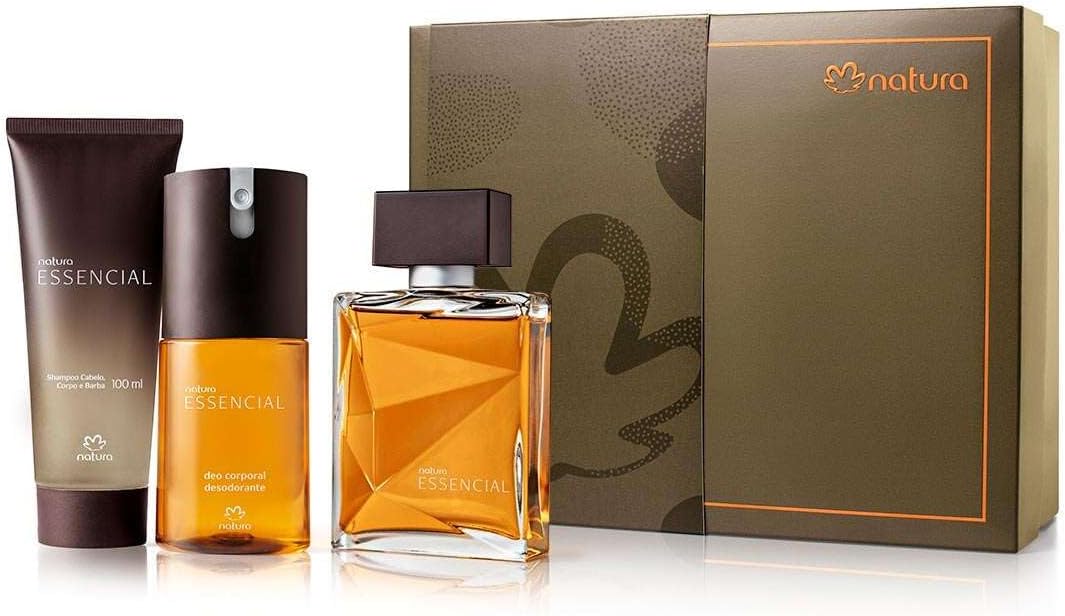 natura
ESSENCIAL
Shampoo Cabelo,
Corpo e Barba 100 ml
natura
natura
ESSENCIAL
deo corporal
desodorante
natura
natura
ESSENCIAL
natura